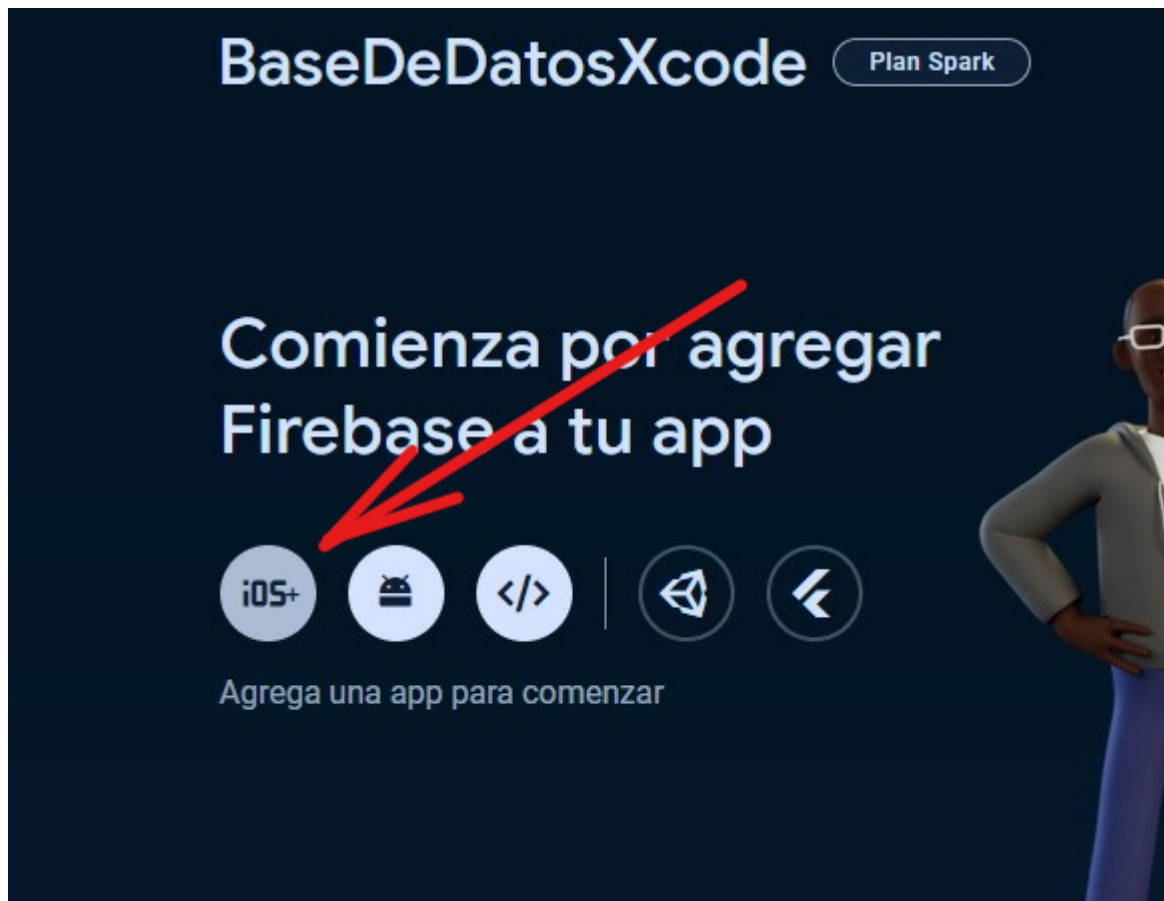 BaseDeDatosXcode Plan Spark
Comienza por agregar
Firebase a tu app
iOS+ </>
Agrega una app para comenzar